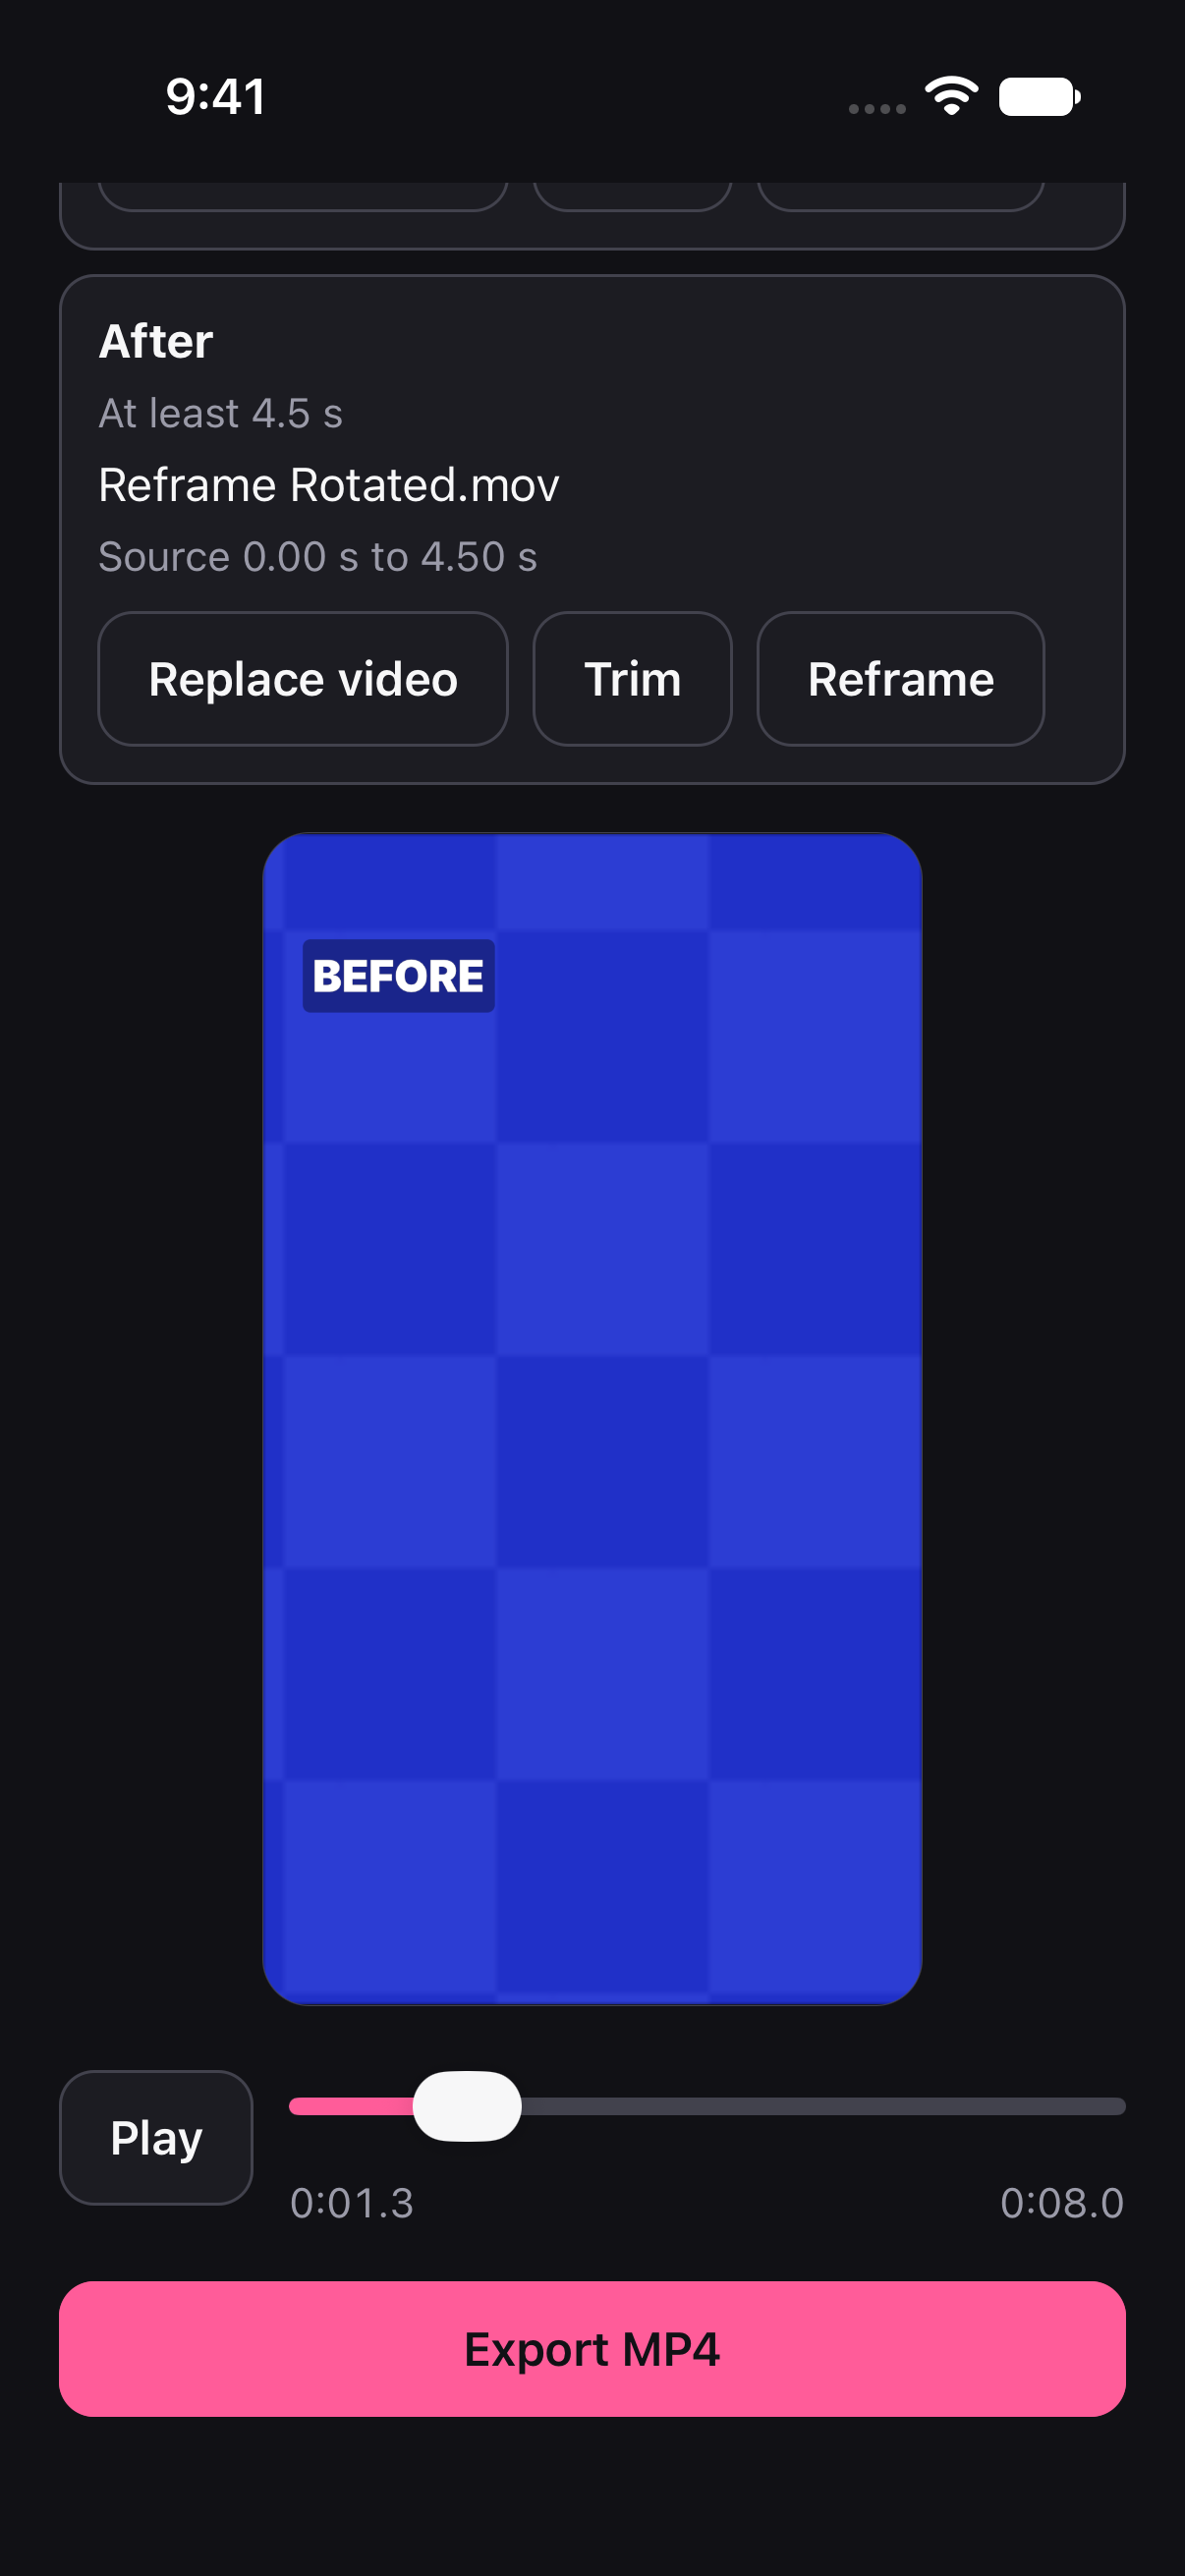 9:41
After
At least 4.5 s
Reframe Rotated.mov
Source 0.00 s to 4.50 s
Replace video Trim Reframe
BEFORE
Play
0:01.3 0:08.0
Export MP4